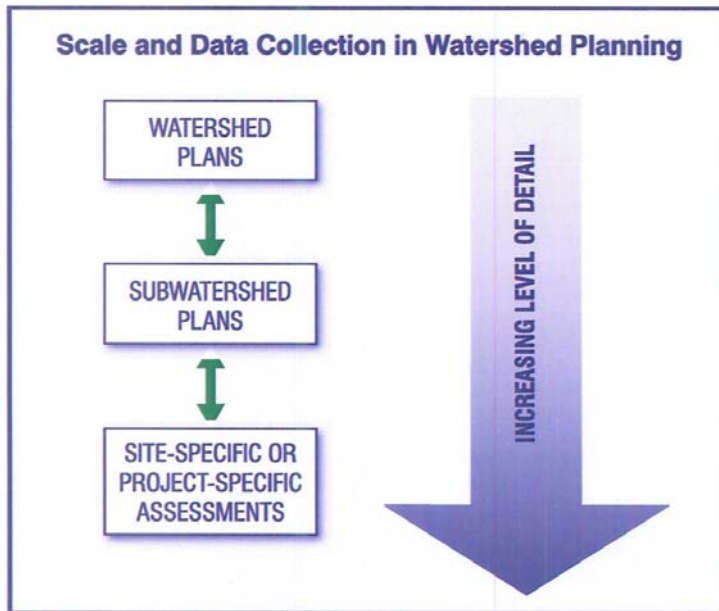 Scale and Data Collection in Watershed Planning
WATERSHED
PLANS
SUBWATERSHED
PLANS
SITE-SPECIFIC OR
PROJECT-SPECIFIC
ASSESSMENTS
INCREASING LEVEL OF DETAIL